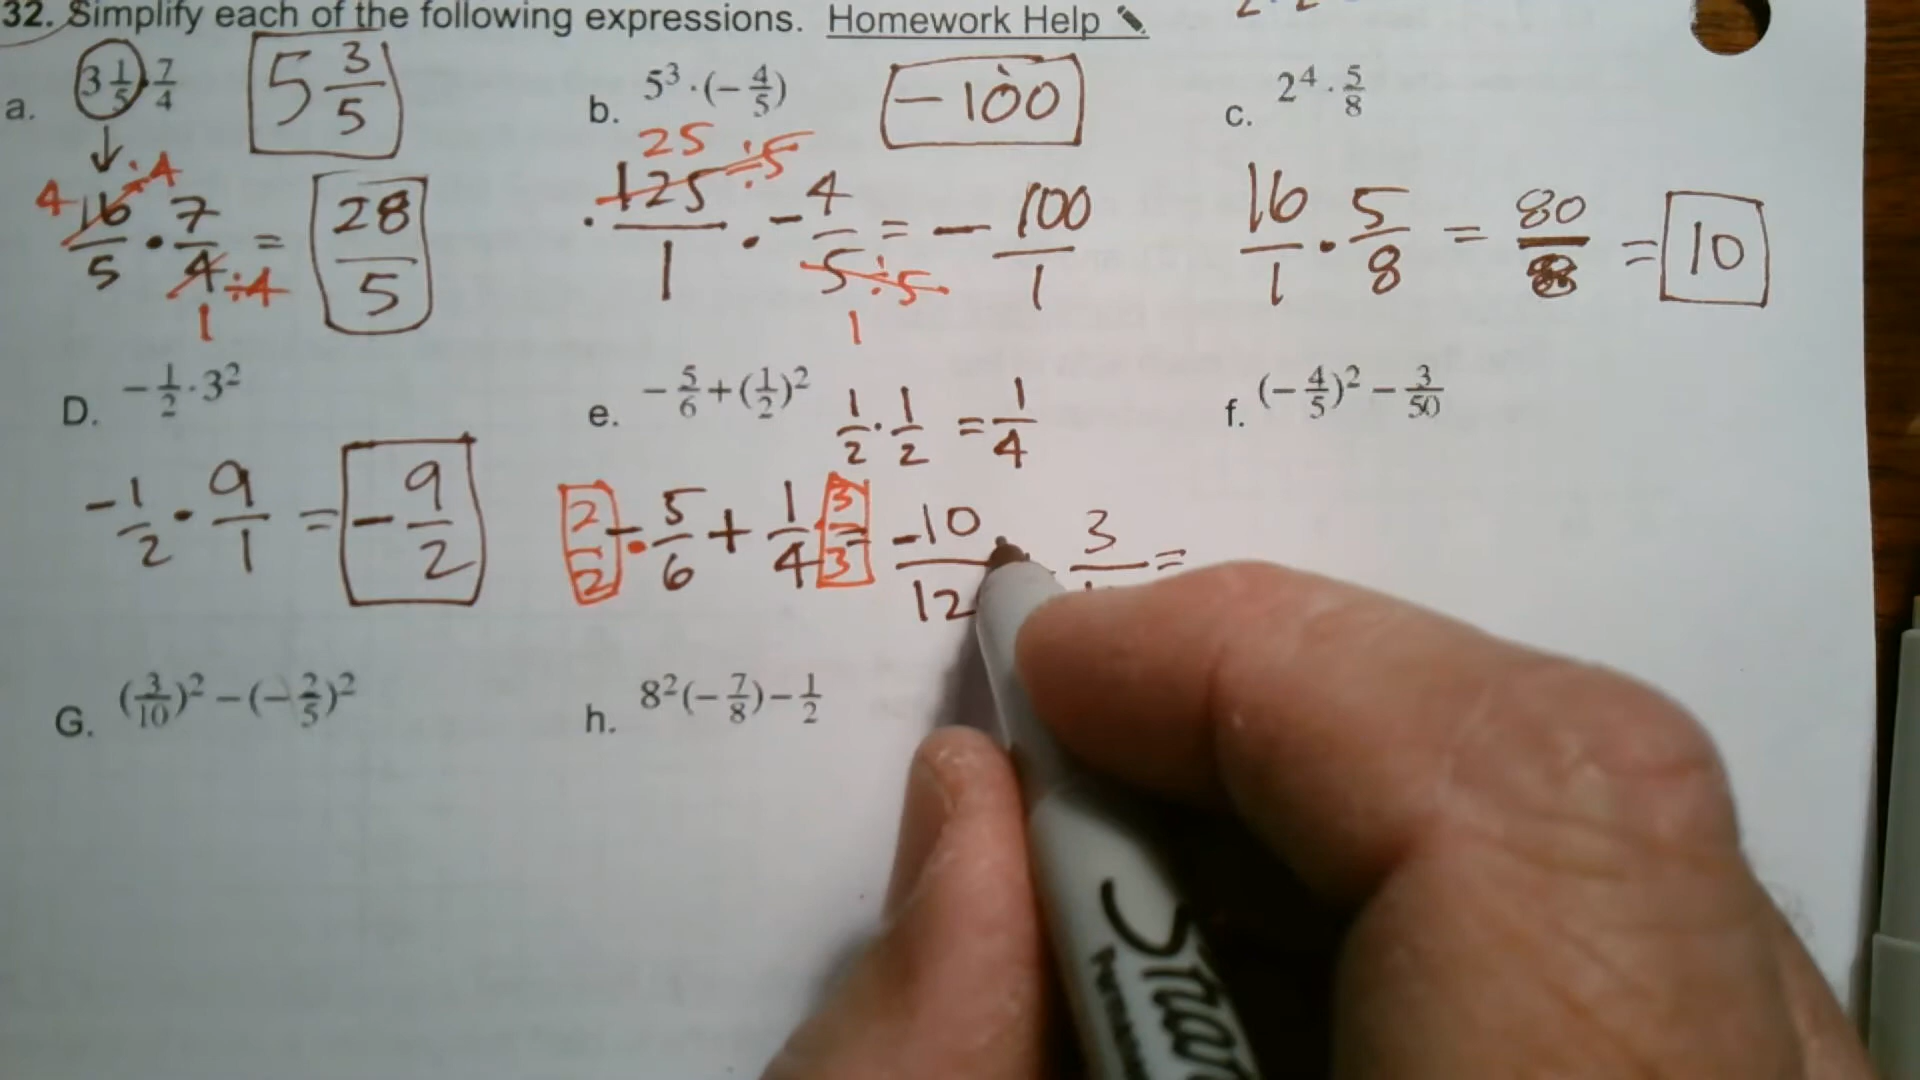 32. Simplify each of the following expressions. Homework Help ✎
a. 3 1/5 · 7/4
5 3/5
4 16/5 ÷4 · 7/4 ÷4 1 = 28/5
b. 5³ · (− 4/5)
−100
25 125/1 ÷5 · − 4/5 ÷5 1 = − 100/1
c. 2⁴ · 5/8
16/1 · 5/8 = 80/8 = 10
D. − 1/2 · 3²
− 1/2 · 9/1 = − 9/2
e. − 5/6 + (1/2)²
1/2 · 1/2 = 1/4
2/2 · − 5/6 + 1/4 · 3/3 = −10/12 3/ =
f. (− 4/5)² − 3/50
G. (3/10)² − (− 2/5)²
h. 8²(− 7/8) − 1/2